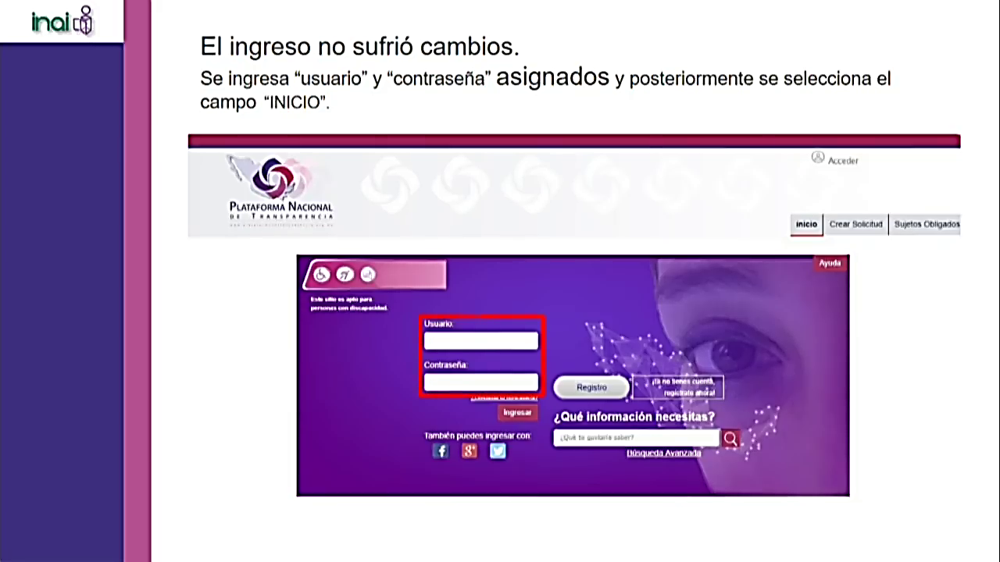 inai
El ingreso no sufrió cambios.
Se ingresa “usuario” y “contraseña” asignados y posteriormente se selecciona el
campo “INICIO”.
Acceder
PLATAFORMA NACIONAL
DE TRANSPARENCIA
inicio
Crear Solicitud
Sujetos Obligados
Ayuda
Este sitio es apto para
personas con discapacidad.
Usuario:
Contraseña:
Registro
¡Si no tienes cuenta,
regístrate ahora!
Ingresar
¿Qué información necesitas?
También puedes ingresar con:
¿Qué te gustaría saber?
Búsqueda Avanzada